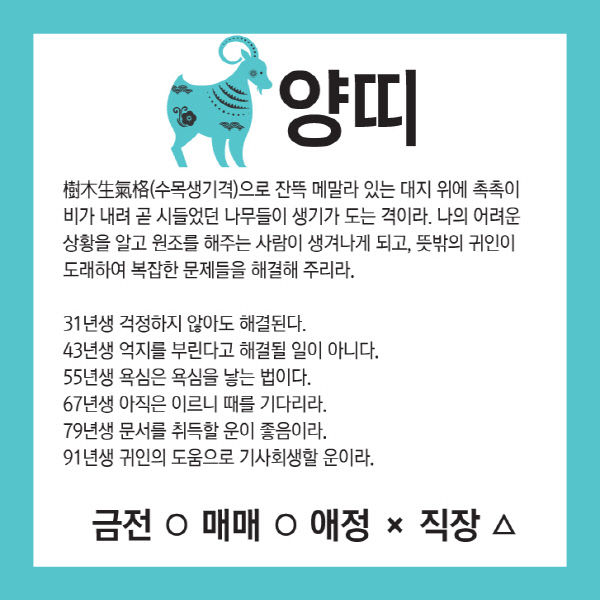 양띠
樹木生氣格(수목생기격)으로 잔뜩 메말라 있는 대지 위에 촉촉이
비가 내려 곧 시들었던 나무들이 생기가 도는 격이라. 나의 어려운
상황을 알고 원조를 해주는 사람이 생겨나게 되고, 뜻밖의 귀인이
도래하여 복잡한 문제들을 해결해 주리라.
31년생 걱정하지 않아도 해결된다.
43년생 억지를 부린다고 해결될 일이 아니다.
55년생 욕심은 욕심을 낳는 법이다.
67년생 아직은 이르니 때를 기다리라.
79년생 문서를 취득할 운이 좋음이라.
91년생 귀인의 도움으로 기사회생할 운이라.
금전 ○ 매매 ○ 애정 × 직장 △